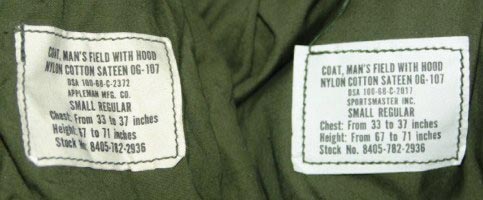 COAT, MAN'S FIELD WITH HOOD
NYLON COTTON SATEEN OG-107
DSA 100-68-C-2372
APPLEMAN MFG. CO.
SMALL REGULAR
Chest: From 33 to 37 inches
Height: From 67 to 71 inches
Stock No. 8405-782-2936
COAT, MAN'S FIELD WITH HOOD
NYLON COTTON SATEEN OG-107
DSA 100-68-C-2017
SPORTSMASTER INC.
SMALL REGULAR
Chest: From 33 to 37 inches
Height: From 67 to 71 inches
Stock No. 8405-782-2936